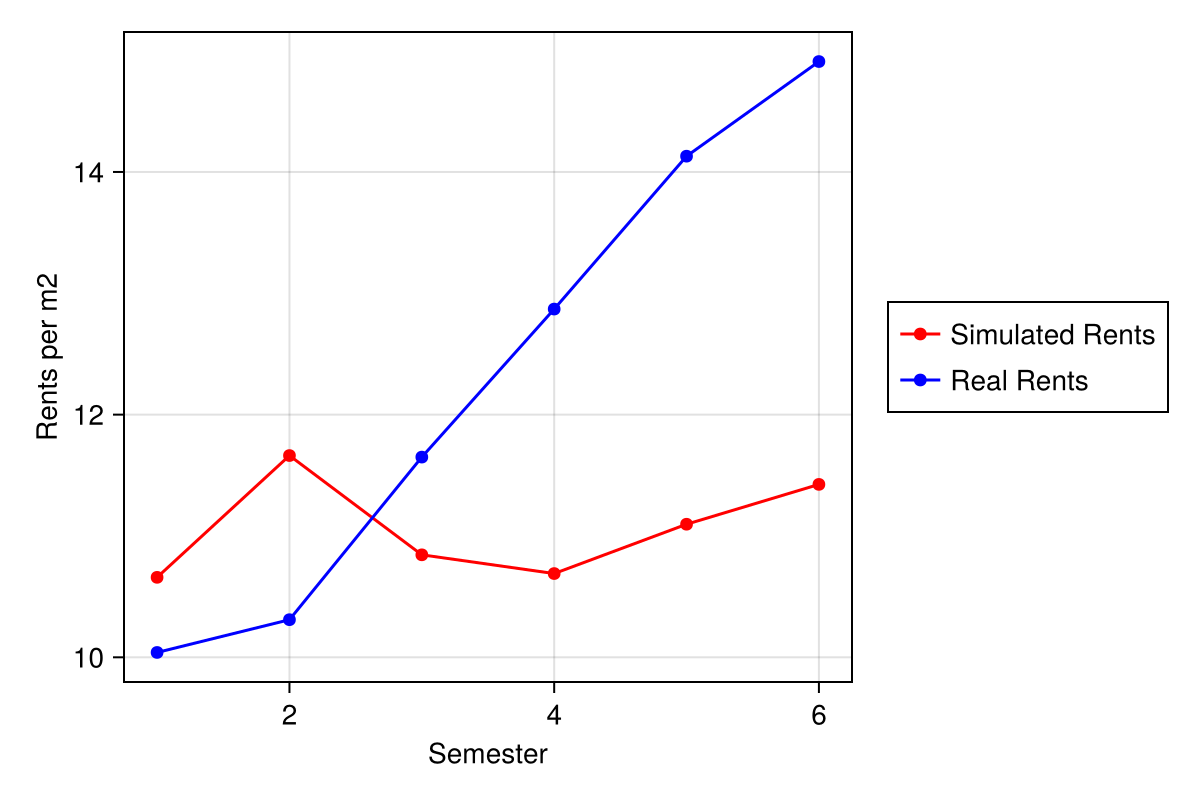 Rents per m2
14
12
10
2 4 6
Semester
Simulated Rents
Real Rents